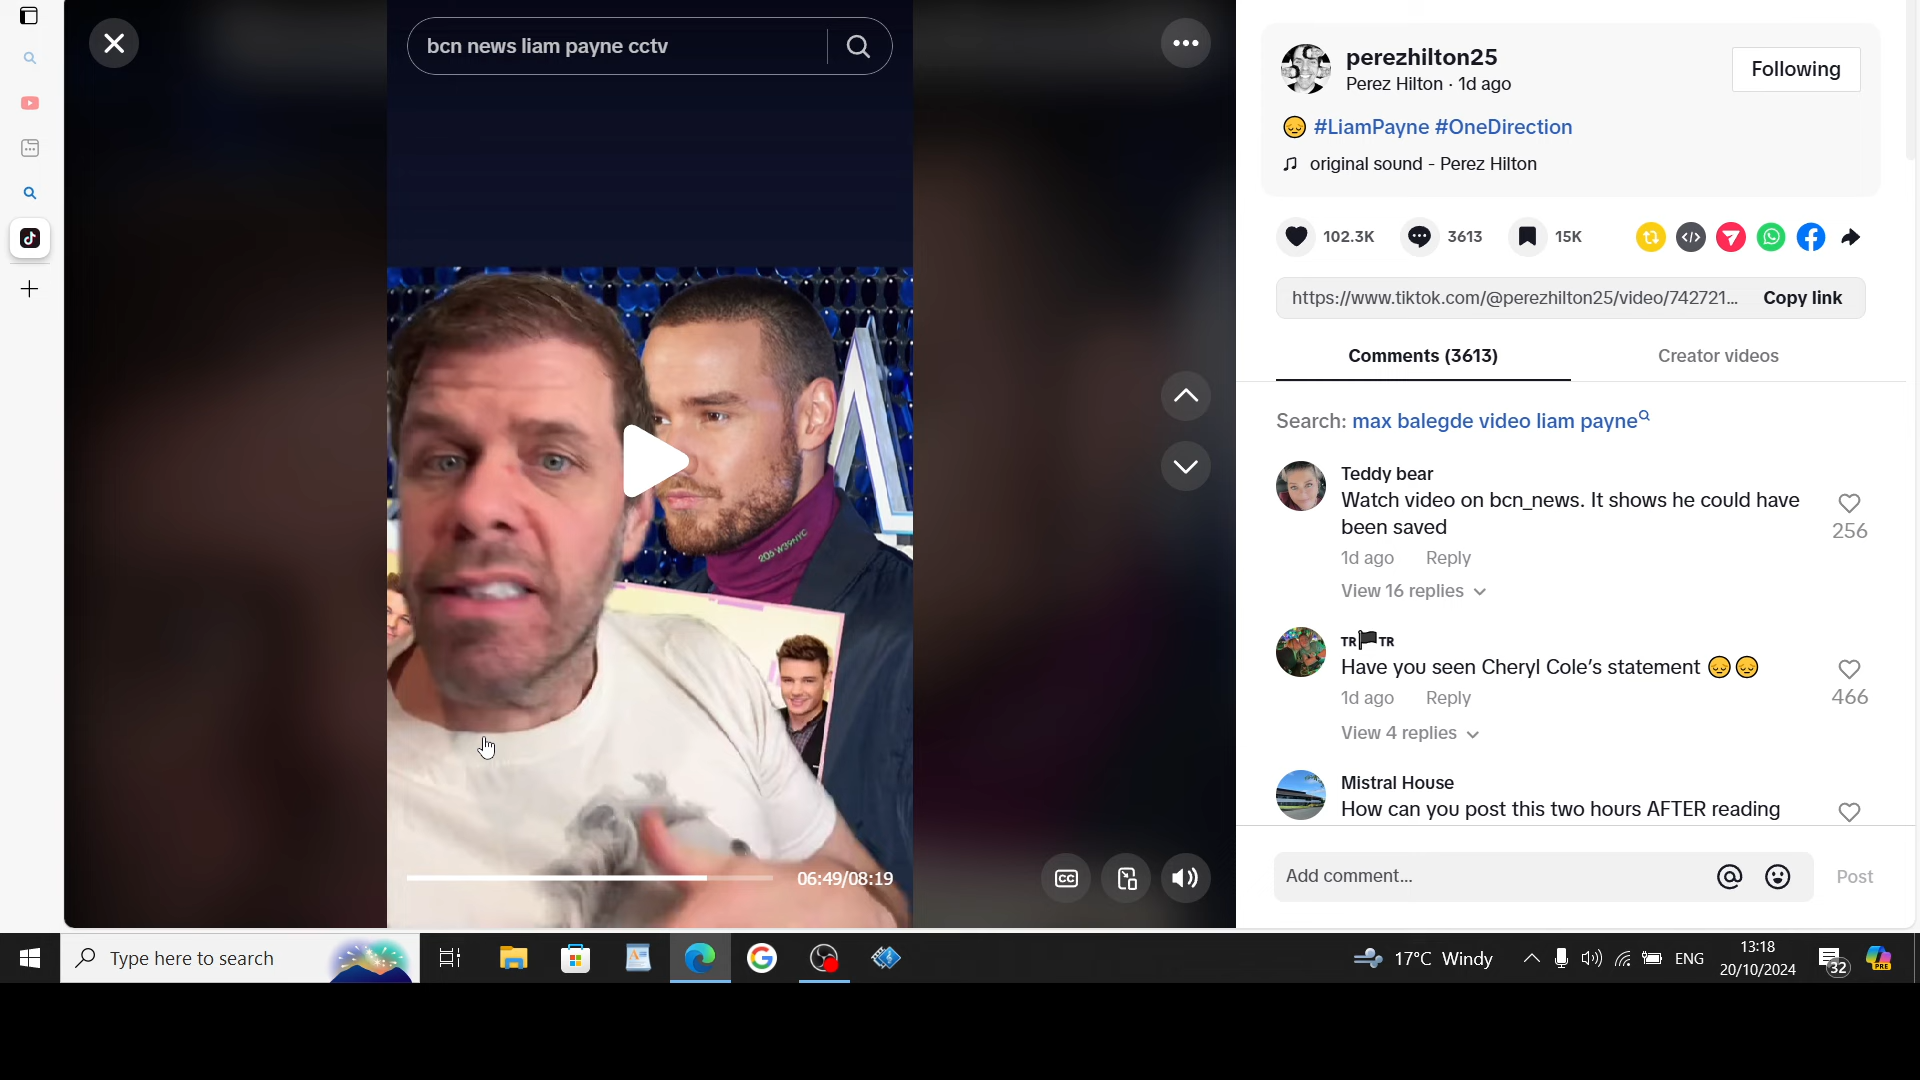 bcn news liam payne cctv
205 W39NYC
06:49/08:19
perezhilton25
Perez Hilton · 1d ago
Following
😔 #LiamPayne #OneDirection
original sound - Perez Hilton
102.3K
3613
15K
https://www.tiktok.com/@perezhilton25/video/742721...
Copy link
Comments (3613)
Creator videos
Search: max balegde video liam payne
Teddy bear
Watch video on bcn_news. It shows he could have
been saved
256
1d ago Reply
View 16 replies
TR🏴TR
Have you seen Cheryl Cole's statement 😔😔
466
1d ago Reply
View 4 replies
Mistral House
How can you post this two hours AFTER reading
Add comment...
Post
CC
Type here to search
17°C Windy
ENG
13:18
20/10/2024
32
PRE